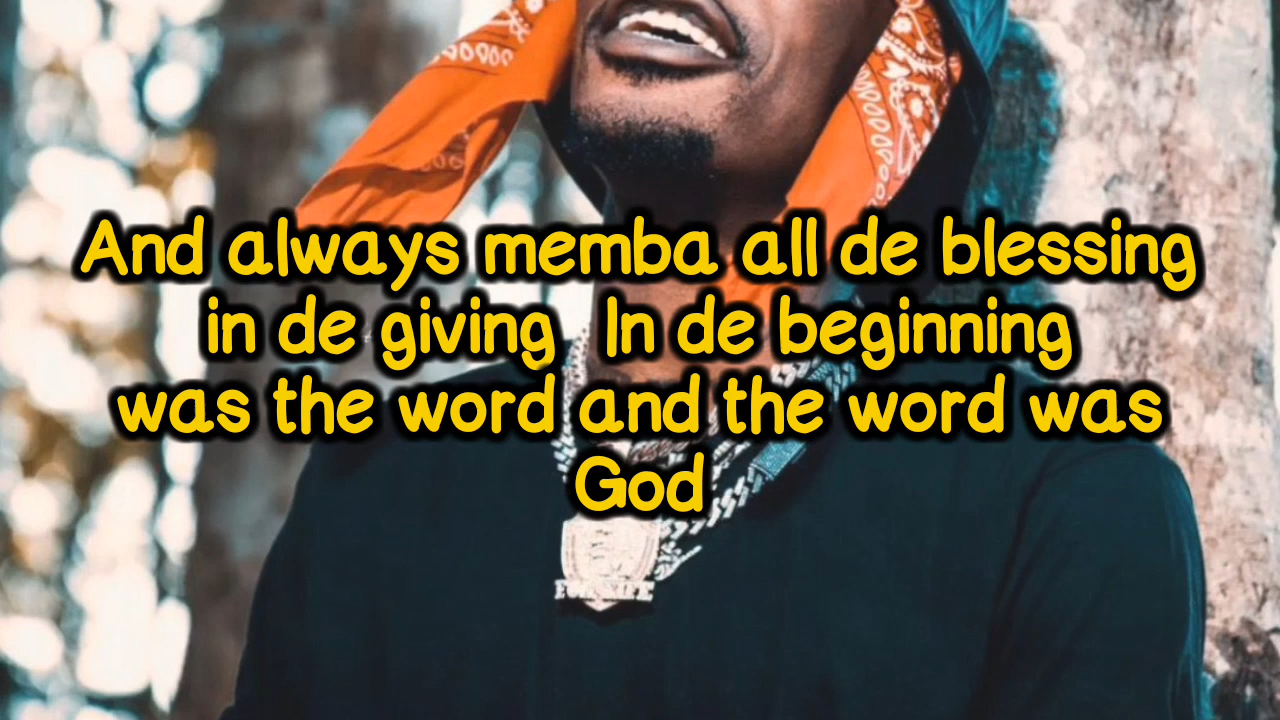 And always memba all de blessing
in de giving In de beginning
was the word and the word was
God